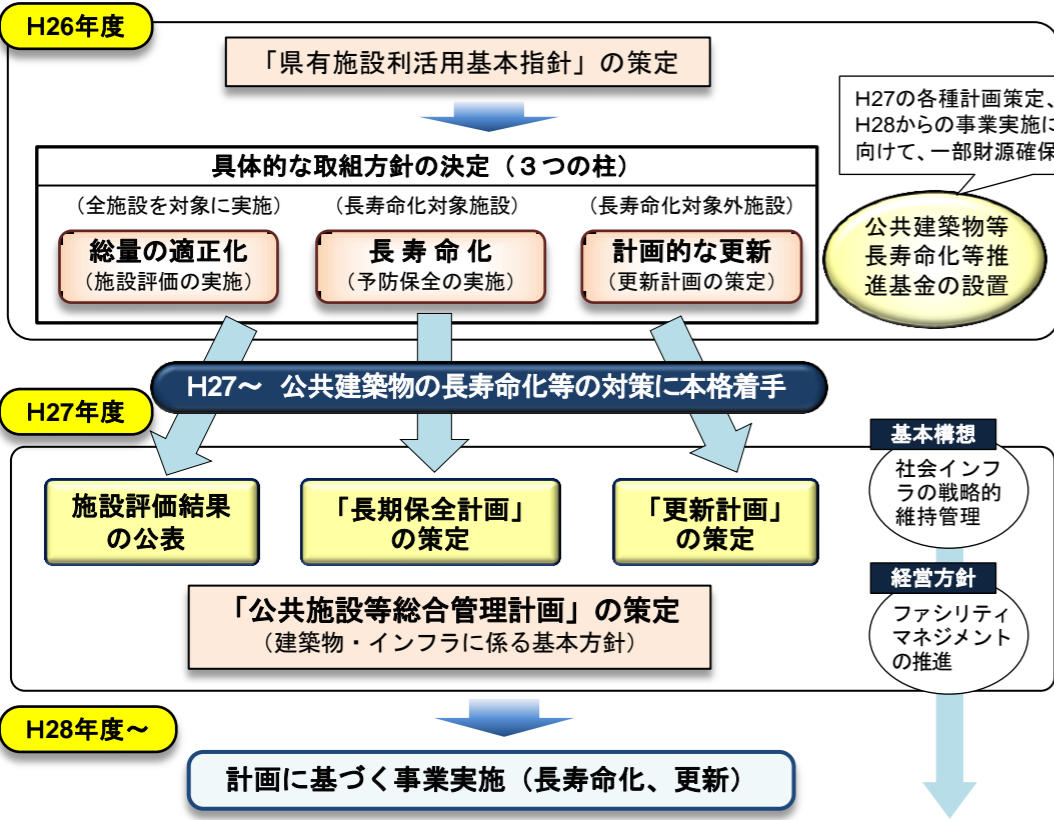 H26年度
「県有施設利活用基本指針」の策定
H27の各種計画策定、
H28からの事業実施に
向けて、一部財源確保
具体的な取組方針の決定（３つの柱）
（全施設を対象に実施）
総量の適正化
（施設評価の実施）
（長寿命化対象施設）
長 寿 命 化
（予防保全の実施）
（長寿命化対象外施設）
計画的な更新
（更新計画の策定）
公共建築物等
長寿命化等推
進基金の設置
H27～ 公共建築物の長寿命化等の対策に本格着手
H27年度
施設評価結果
の公表
「長期保全計画」
の策定
「更新計画」
の策定
基本構想
社会インフ
ラの戦略的
維持管理
「公共施設等総合管理計画」の策定
（建築物・インフラに係る基本方針）
経営方針
ファシリティ
マネジメント
の推進
H28年度～
計画に基づく事業実施（長寿命化、更新）